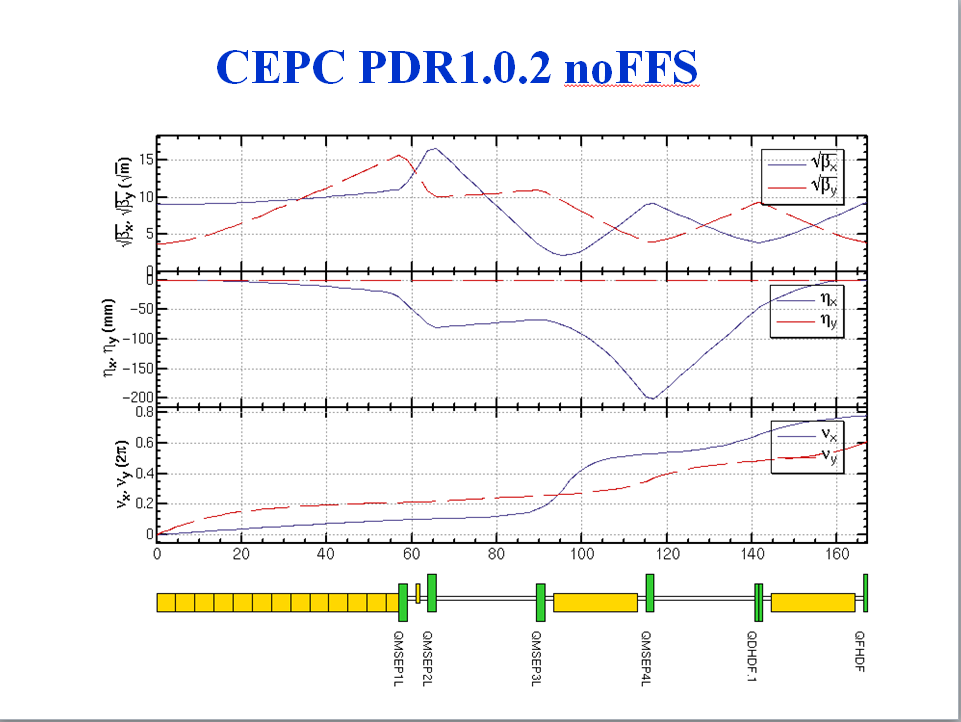 CEPC PDR1.0.2 noFFS
√βx, √βy (√m)
15
10
5
0
√βx
√βy
ηx, ηy (mm)
0
−50
−100
−150
−200
ηx
ηy
νx, νy (2π)
0.8
0.6
0.4
0.2
0
νx
νy
0 20 40 60 80 100 120 140 160
QMSEP1L
QMSEP2L
QMSEP3L
QMSEP4L
QDHDF.1
QFHDF